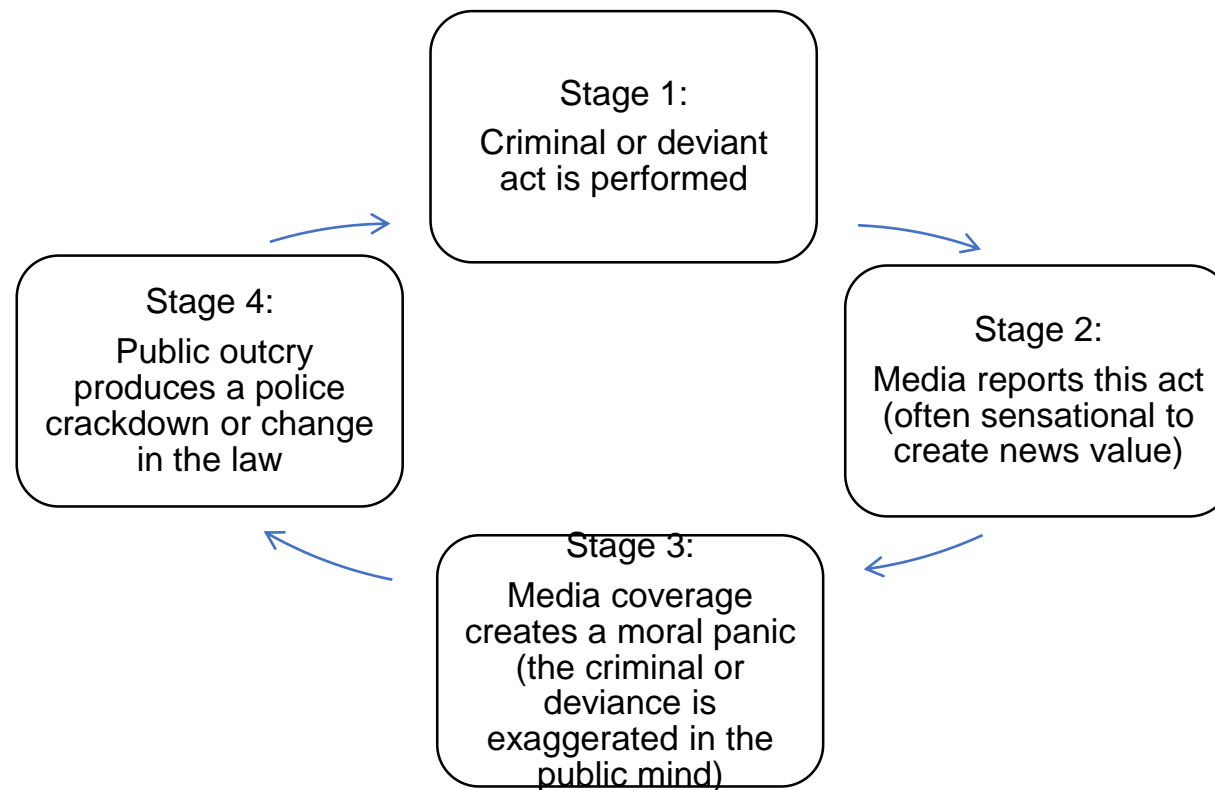 Stage 1:
Criminal or deviant
act is performed
Stage 2:
Media reports this act
(often sensational to
create news value)
Stage 3:
Media coverage
creates a moral panic
(the criminal or
deviance is
exaggerated in the
public mind)
Stage 4:
Public outcry
produces a police
crackdown or change
in the law